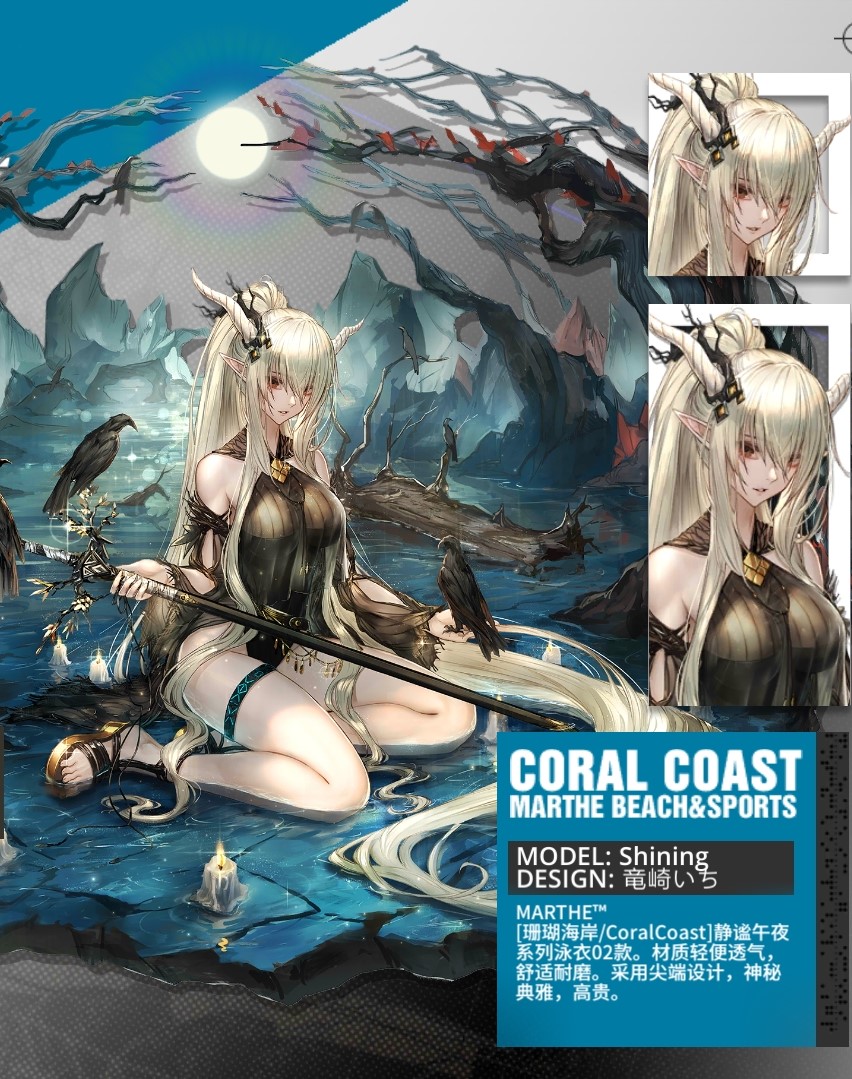 CORAL COAST
MARTHE BEACH&SPORTS
MODEL: Shining
DESIGN: 竜崎いち
MARTHE™
[珊瑚海岸/CoralCoast]静谧午夜
系列泳衣02款。材质轻便透气，
舒适耐磨。采用尖端设计，神秘
典雅，高贵。